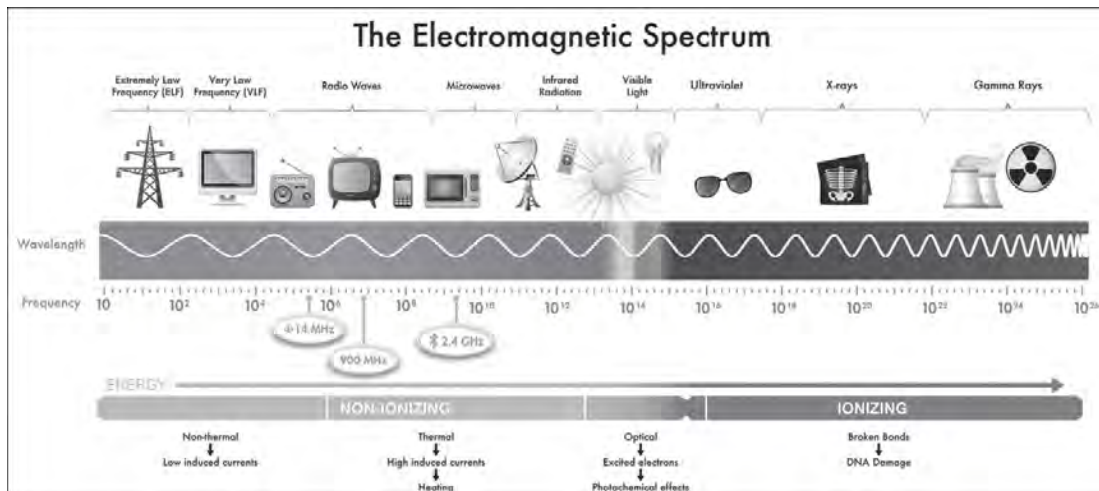 The Electromagnetic Spectrum
Extremely Low
Frequency (ELF)
Very Low
Frequency (VLF)
Radio Waves
Microwaves
Infrared
Radiation
Visible
Light
Ultraviolet
X-rays
Gamma Rays
Wavelength
Frequency
10 10² 10⁴ 10⁶ 10⁸ 10¹⁰ 10¹² 10¹⁴ 10¹⁶ 10¹⁸ 10²⁰ 10²² 10²⁴ 10²⁶
4-14 MHz
900 MHz
2.4 GHz
ENERGY
NON-IONIZING
IONIZING
Non-thermal
Low induced currents
Thermal
High induced currents
Heating
Optical
Excited electrons
Photochemical effects
Broken Bonds
DNA Damage